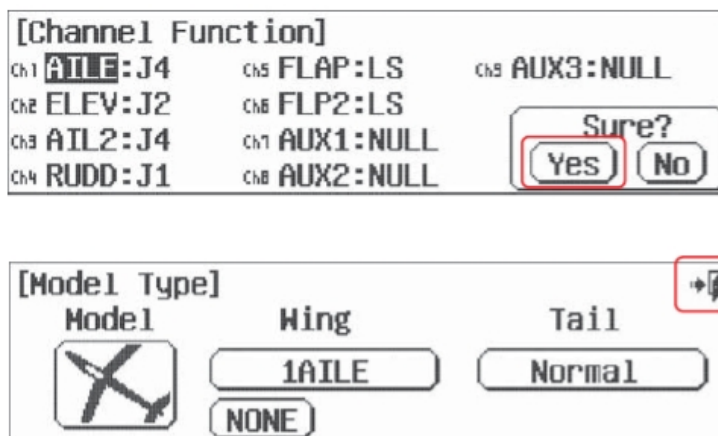 [Channel Function]
Ch1 AILE:J4 Ch5 FLAP:LS Ch9 AUX3:NULL
Ch2 ELEV:J2 Ch6 FLP2:LS
Sure?
Ch3 AIL2:J4 Ch7 AUX1:NULL
Yes No
Ch4 RUDD:J1 Ch8 AUX2:NULL
[Model Type]
Model Wing Tail
1AILE Normal
NONE